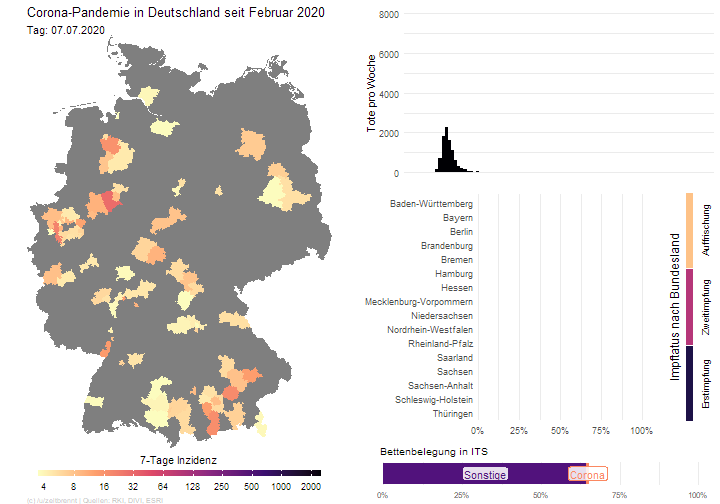 Corona-Pandemie in Deutschland seit Februar 2020
Tag: 07.07.2020
7-Tage Inzidenz
4 8 16 32 64 128 250 500 1000 2000
(c) /u/zeitbrennt | Quellen: RKI, DIVI, ESRI
Tote pro Woche
8000
6000
4000
2000
0
Baden-Württemberg
Bayern
Berlin
Brandenburg
Bremen
Hamburg
Hessen
Mecklenburg-Vorpommern
Niedersachsen
Nordrhein-Westfalen
Rheinland-Pfalz
Saarland
Sachsen
Sachsen-Anhalt
Schleswig-Holstein
Thüringen
0% 25% 50% 75% 100%
Impfstatus nach Bundesland
Auffrischung
Zweitimpfung
Erstimpfung
Bettenbelegung in ITS
Sonstige Corona
0% 25% 50% 75% 100%